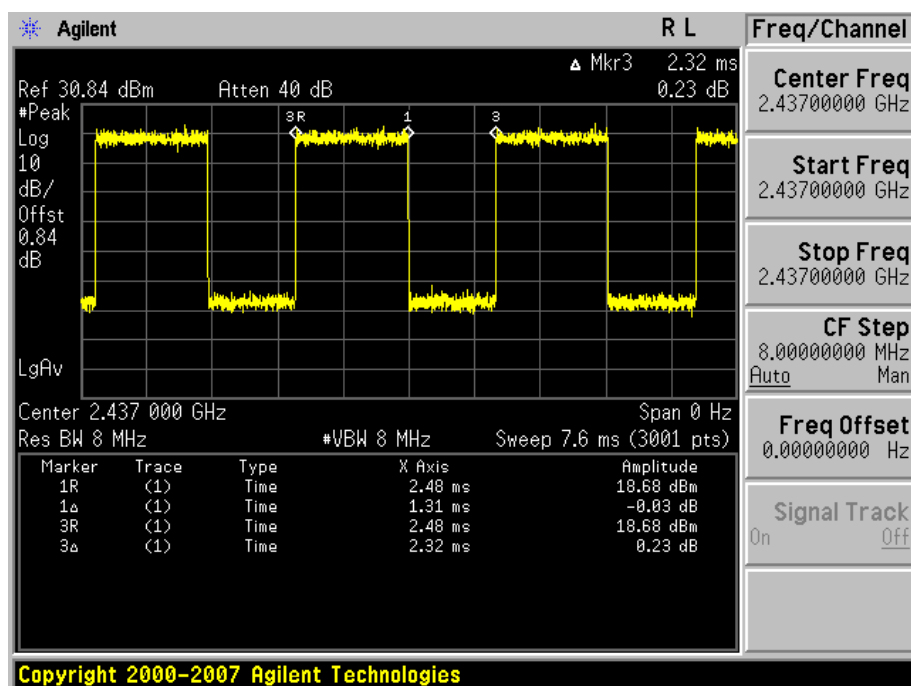 Agilent R L Freq/Channel
Δ Mkr3 2.32 ms
Ref 30.84 dBm Atten 40 dB 0.23 dB
#Peak
Log
10
dB/
Offst
0.84
dB
LgAv
3R 1 3
Center 2.437 000 GHz Span 0 Hz
Res BW 8 MHz #VBW 8 MHz Sweep 7.6 ms (3001 pts)
Marker Trace Type X Axis Amplitude
1R (1) Time 2.48 ms 18.68 dBm
1Δ (1) Time 1.31 ms -0.03 dB
3R (1) Time 2.48 ms 18.68 dBm
3Δ (1) Time 2.32 ms 0.23 dB
Center Freq
2.43700000 GHz
Start Freq
2.43700000 GHz
Stop Freq
2.43700000 GHz
CF Step
8.00000000 MHz
Auto Man
Freq Offset
0.00000000 Hz
Signal Track
On Off
Copyright 2000-2007 Agilent Technologies